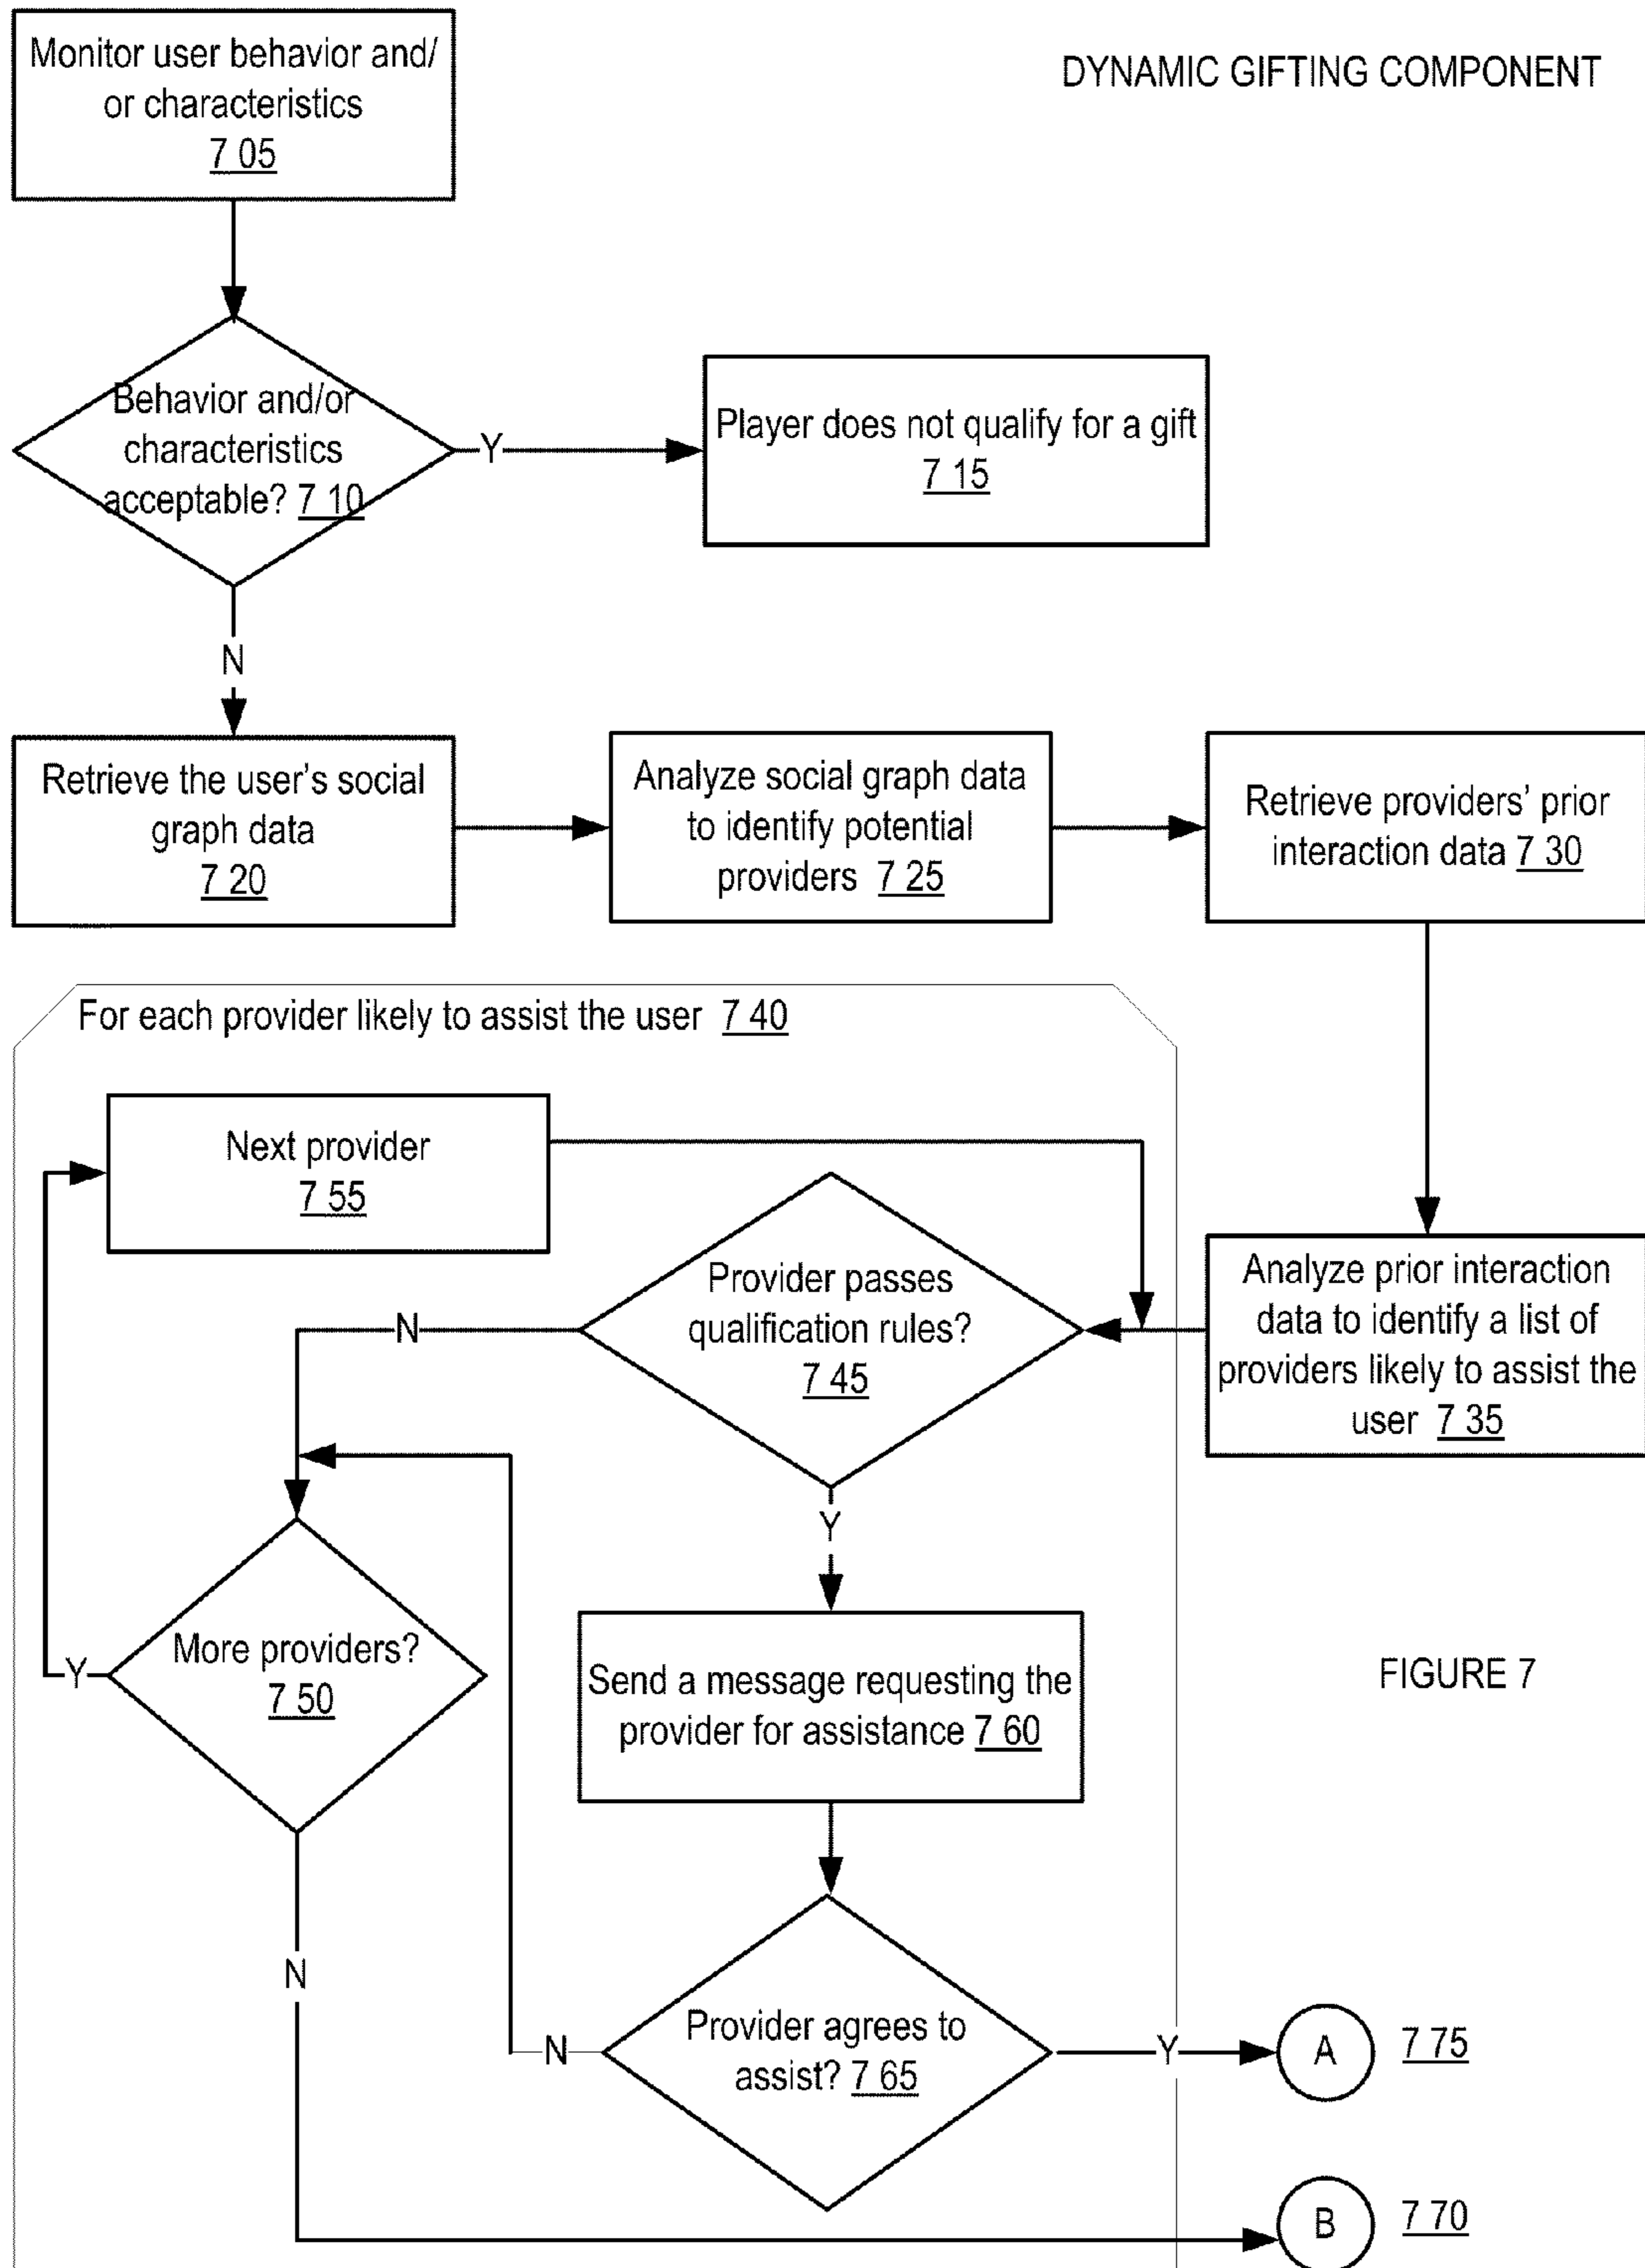 Monitor user behavior and/
or characteristics
7 05
DYNAMIC GIFTING COMPONENT
Behavior and/or
characteristics
acceptable? 7 10
Y
Player does not qualify for a gift
7 15
N
Retrieve the user's social
graph data
7 20
Analyze social graph data
to identify potential
providers 7 25
Retrieve providers' prior
interaction data 7 30
For each provider likely to assist the user 7 40
Next provider
7 55
Provider passes
qualification rules?
7 45
N
Analyze prior interaction
data to identify a list of
providers likely to assist the
user 7 35
Y
More providers?
7 50
Y
Send a message requesting the
provider for assistance 7 60
FIGURE 7
N
Provider agrees to
assist? 7 65
N
Y
A
7 75
B
7 70